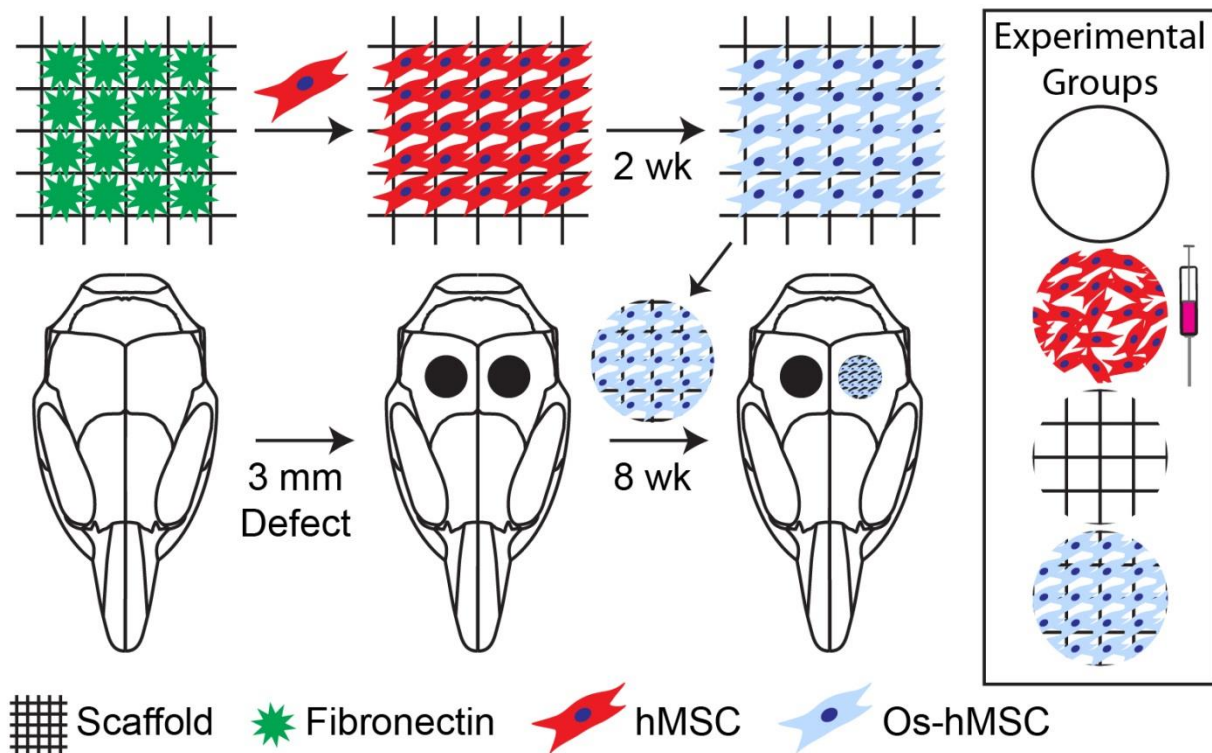 Experimental
Groups
2 wk
3 mm
Defect
8 wk
Scaffold
Fibronectin
hMSC
Os-hMSC